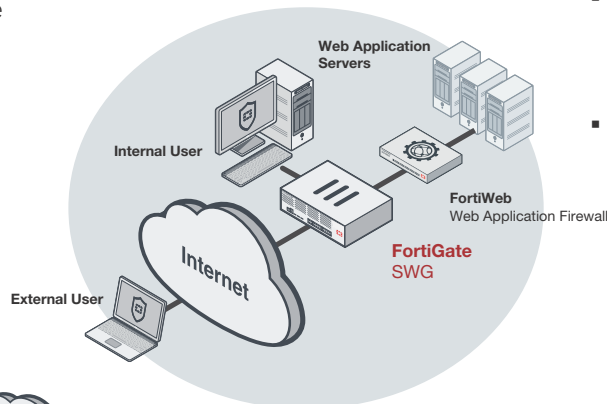 e
Web Application
Servers
Internal User
FortiWeb
Web Application Firewall
FortiGate
SWG
Internet
External User